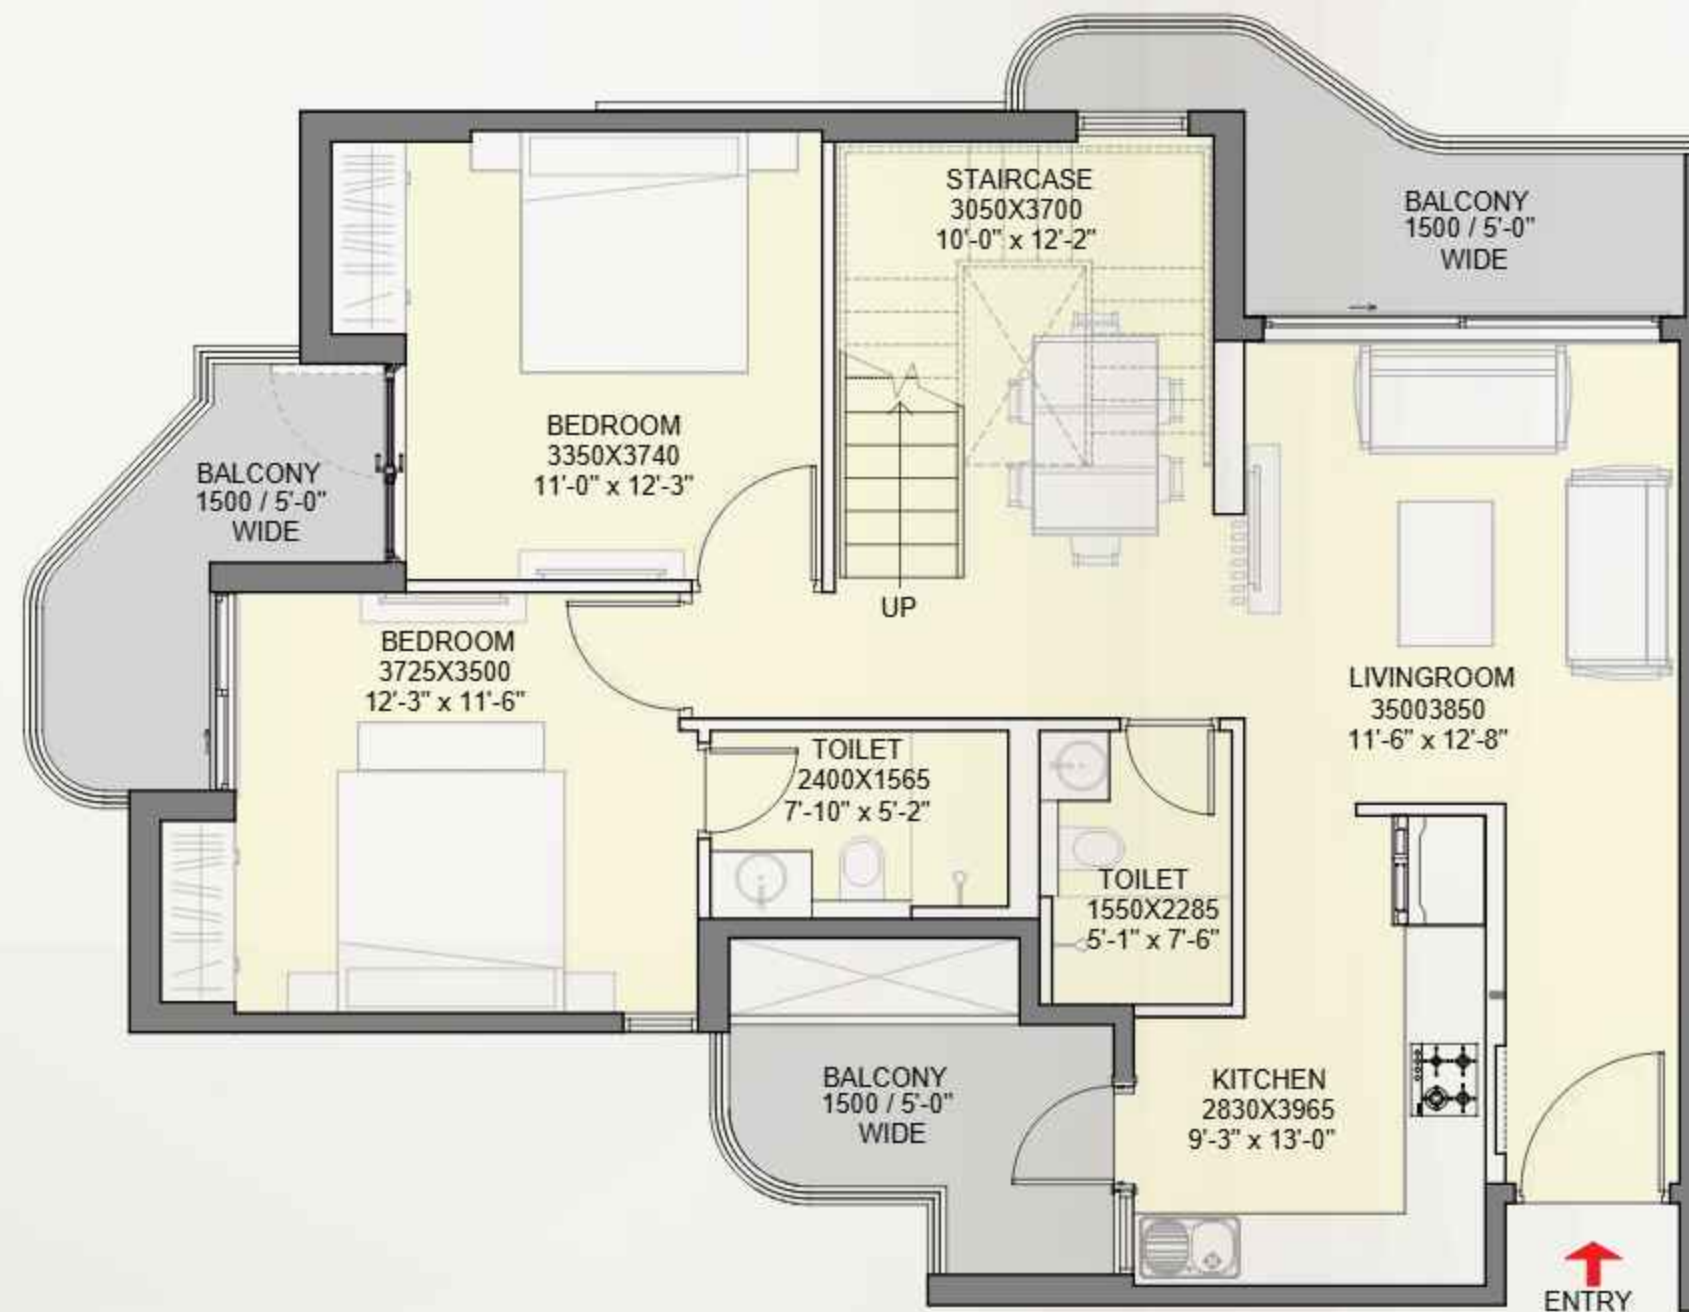 STAIRCASE
3050X3700
10'-0" x 12'-2"
BALCONY
1500 / 5'-0"
WIDE
BEDROOM
3350X3740
11'-0" x 12'-3"
BALCONY
1500 / 5'-0"
WIDE
UP
BEDROOM
3725X3500
12'-3" x 11'-6"
LIVINGROOM
35003850
11'-6" x 12'-8"
TOILET
2400X1565
7'-10" x 5'-2"
TOILET
1550X2285
5'-1" x 7'-6"
BALCONY
1500 / 5'-0"
WIDE
KITCHEN
2830X3965
9'-3" x 13'-0"
ENTRY